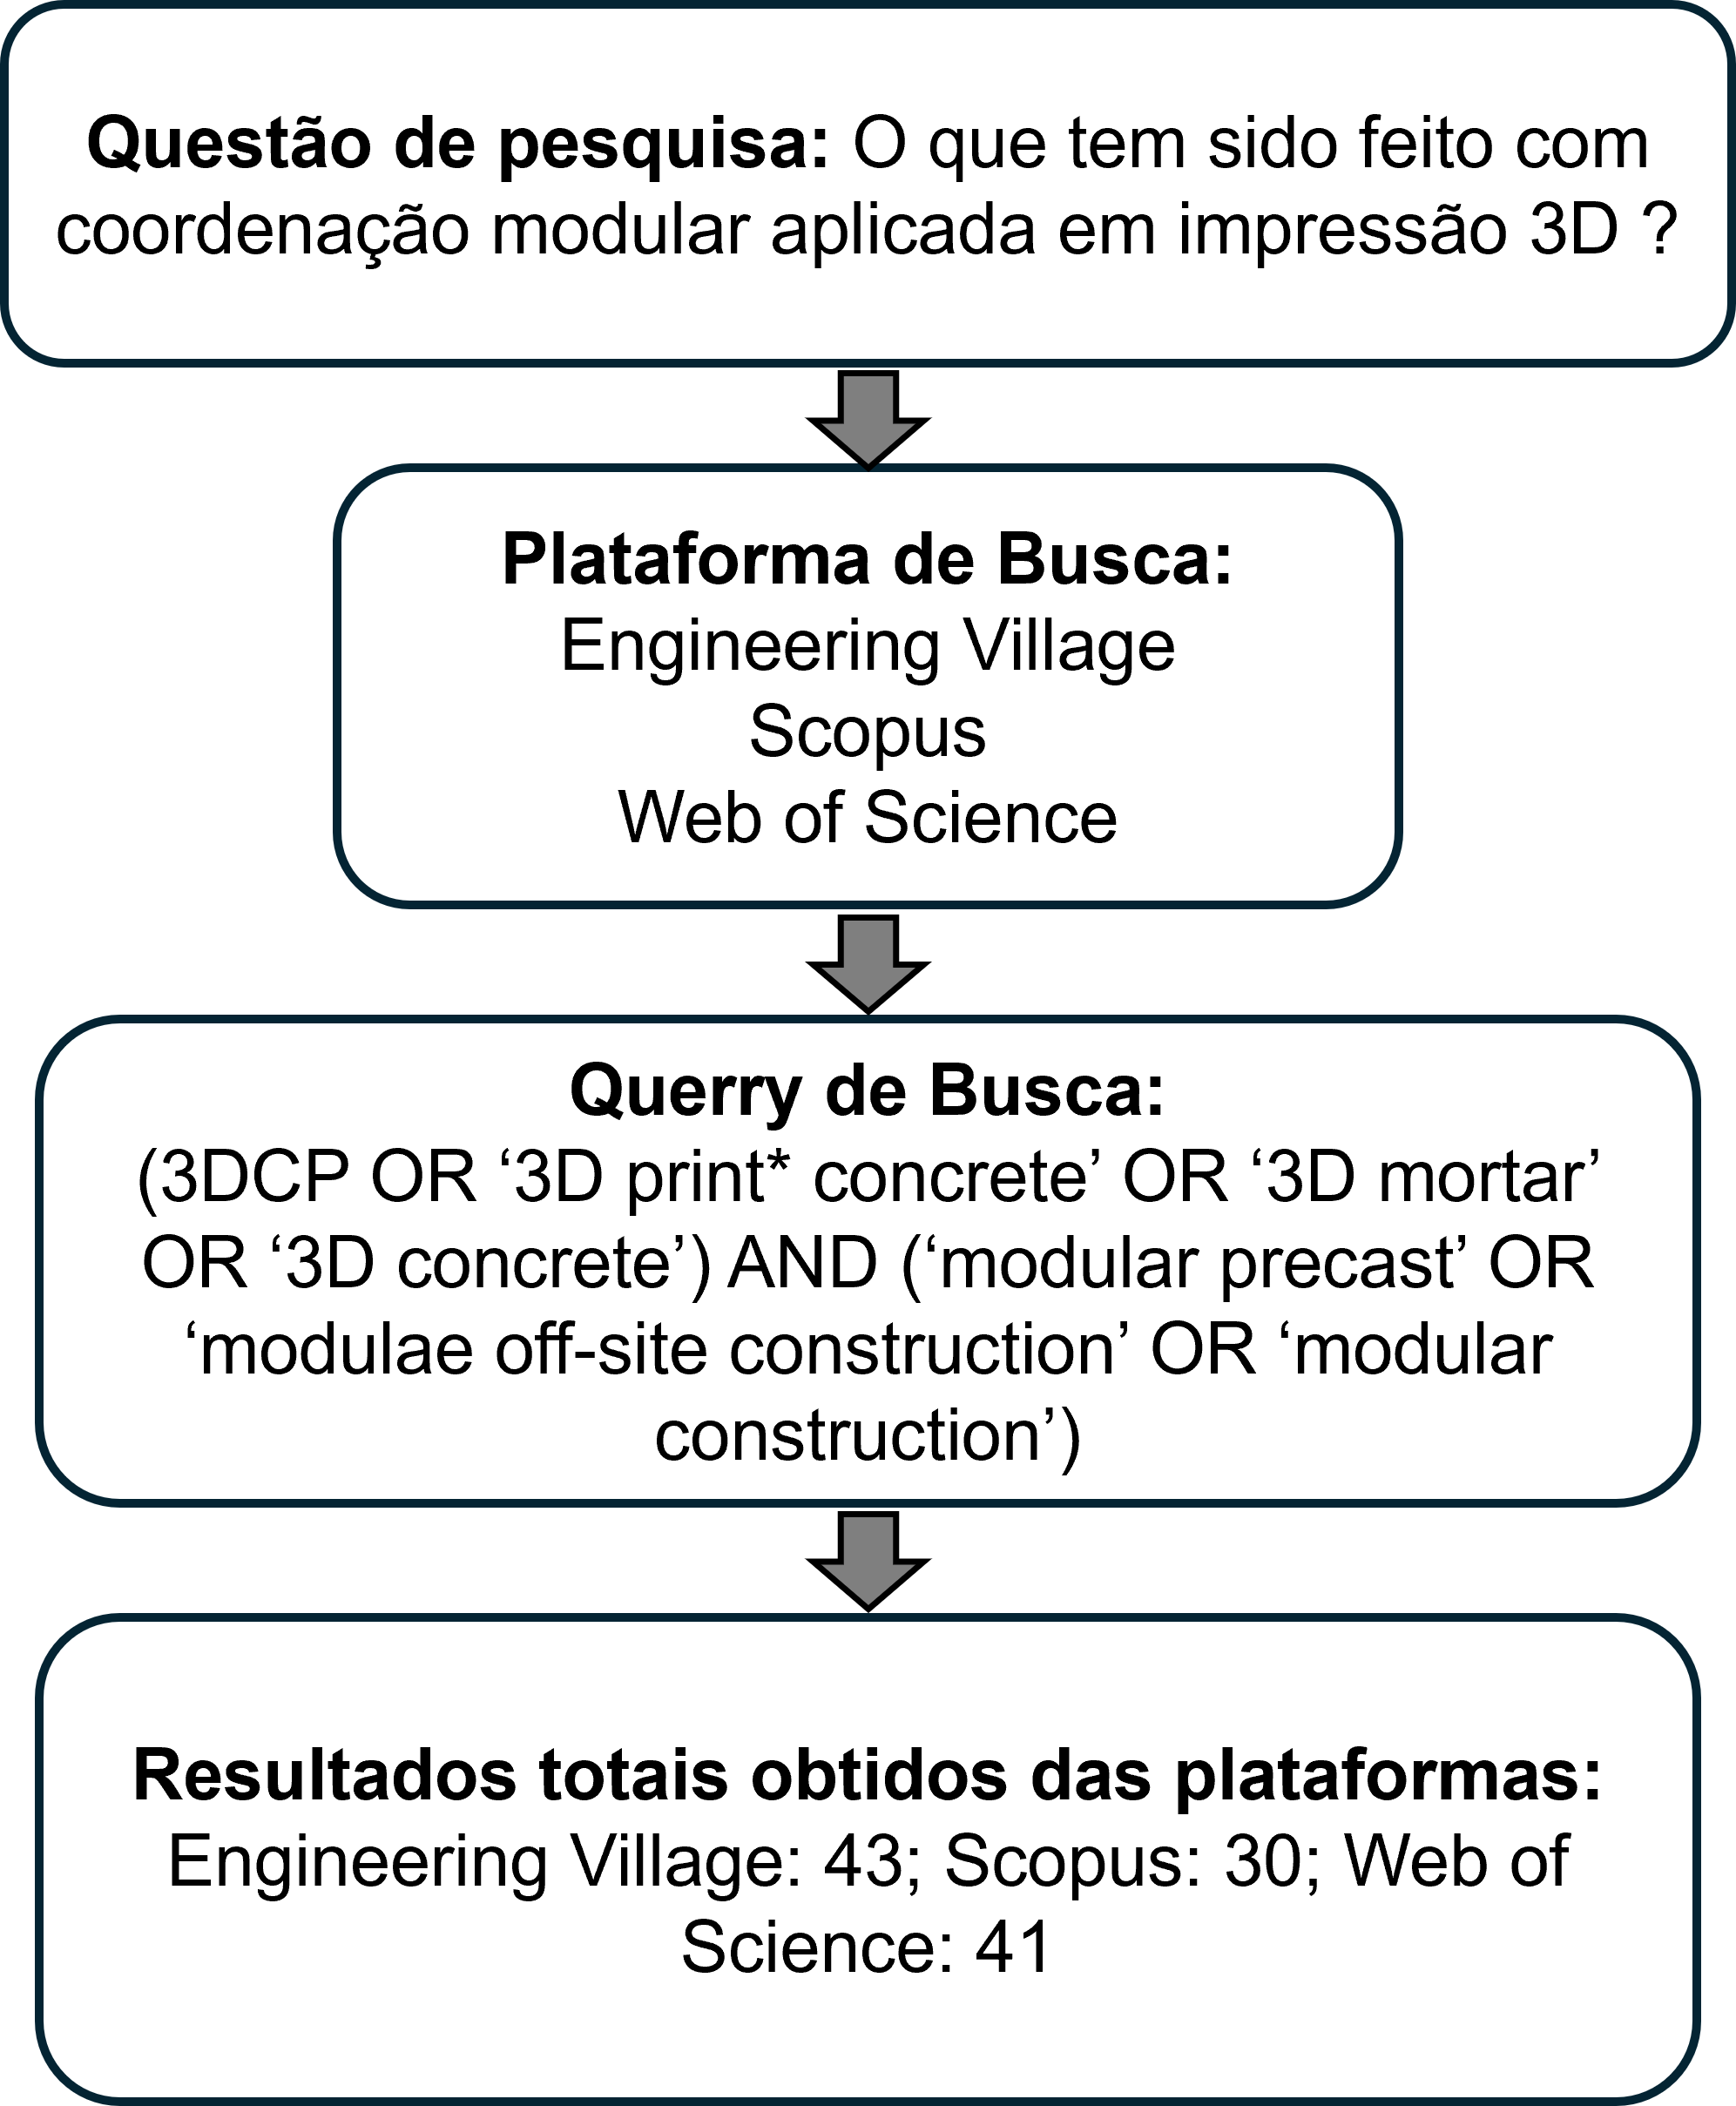 Questão de pesquisa: O que tem sido feito com
coordenação modular aplicada em impressão 3D ?
Plataforma de Busca:
Engineering Village
Scopus
Web of Science
Querry de Busca:
(3DCP OR ‘3D print* concrete’ OR ‘3D mortar’
OR ‘3D concrete’) AND (‘modular precast’ OR
‘modulae off-site construction’ OR ‘modular
construction’)
Resultados totais obtidos das plataformas:
Engineering Village: 43; Scopus: 30; Web of
Science: 41